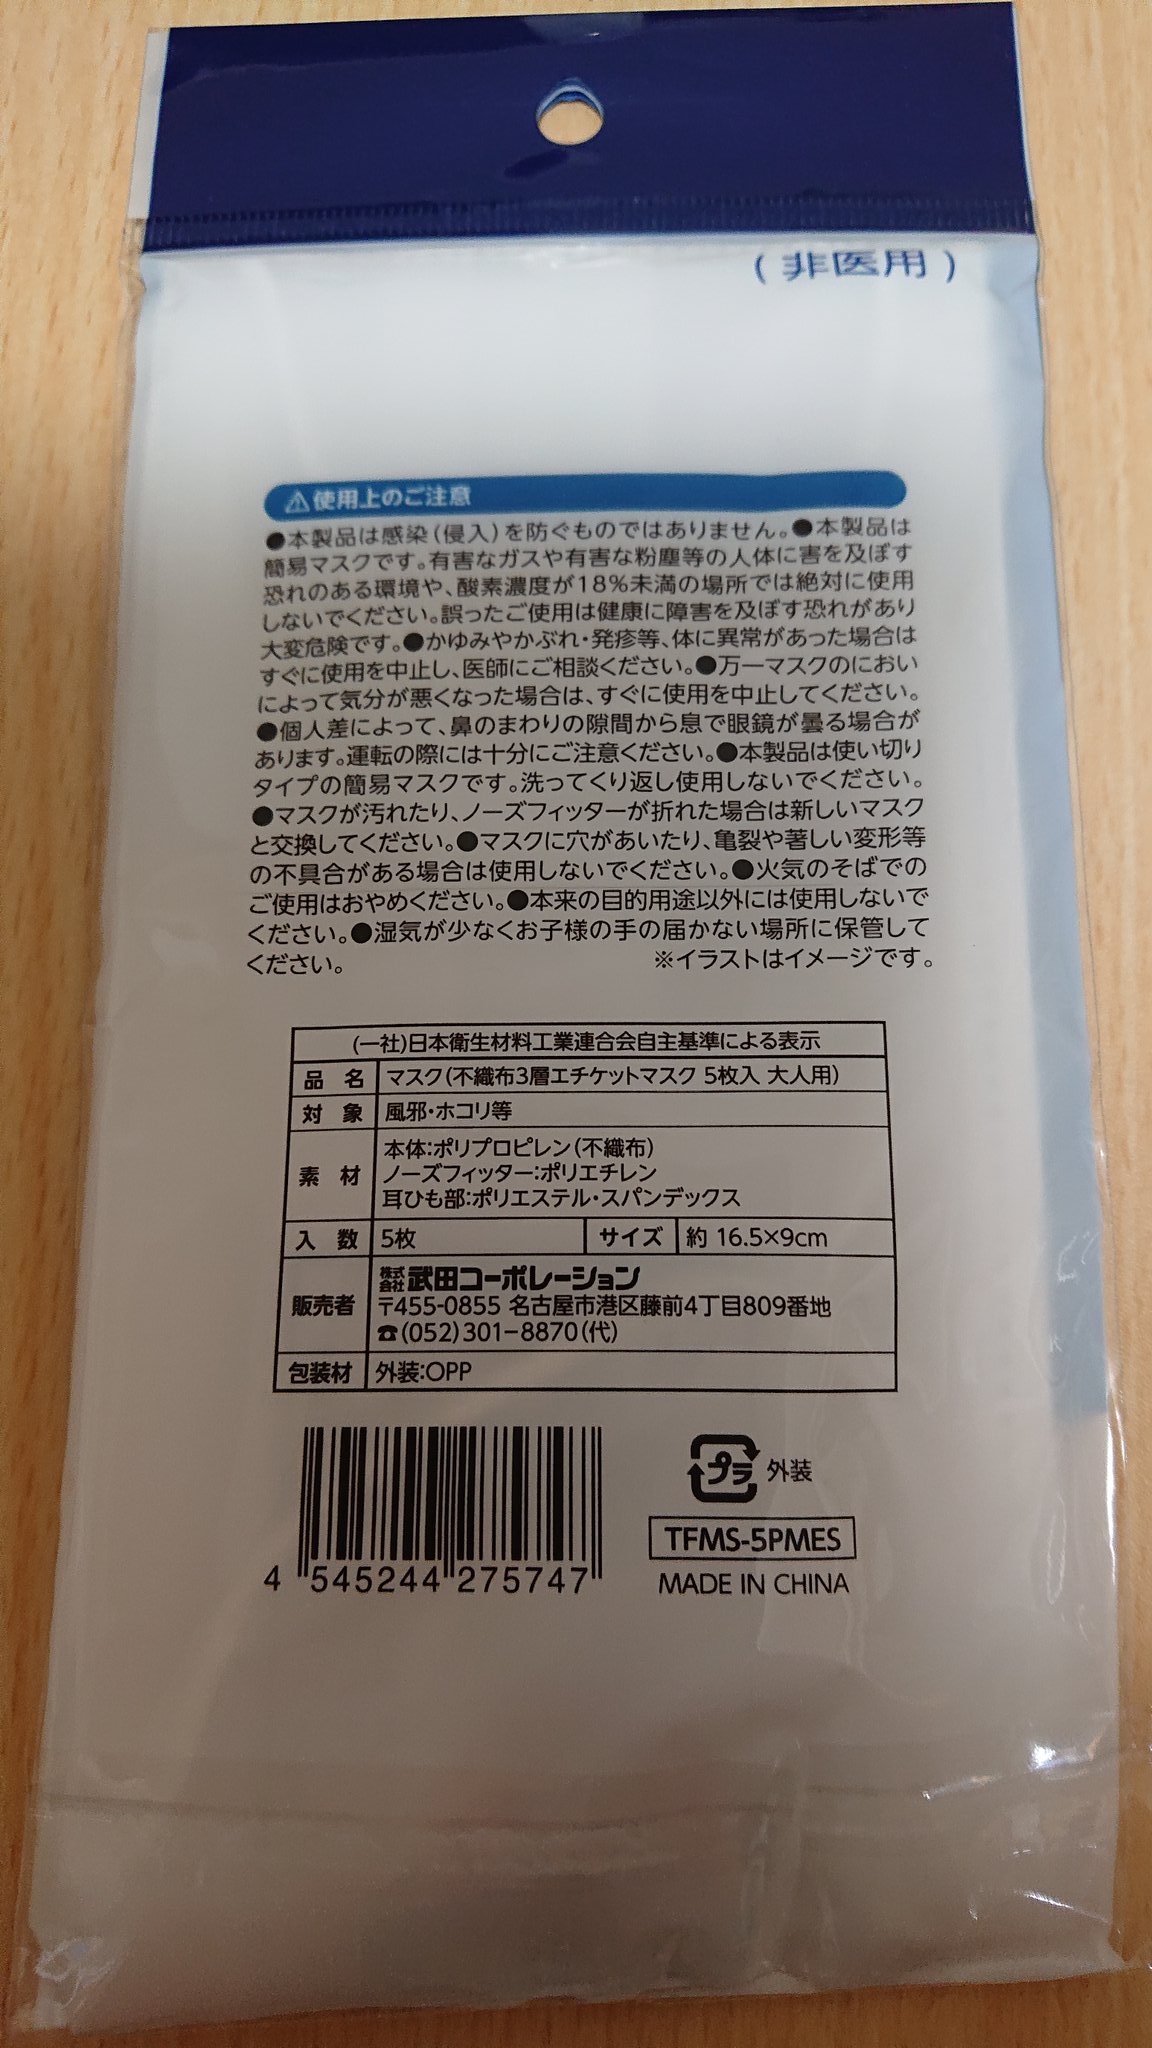 (非医用)
⚠使用上のご注意
●本製品は感染(侵入)を防ぐものではありません。●本製品は
簡易マスクです。有害なガスや有害な粉塵等の人体に害を及ぼす
恐れのある環境や、酸素濃度が18%未満の場所では絶対に使用
しないでください。誤ったご使用は健康に障害を及ぼす恐れがあり
大変危険です。●かゆみやかぶれ・発疹等、体に異常があった場合は
すぐに使用を中止し、医師にご相談ください。●万一マスクのにおい
によって気分が悪くなった場合は、すぐに使用を中止してください。
●個人差によって、鼻のまわりの隙間から息で眼鏡が曇る場合が
あります。運転の際には十分にご注意ください。●本製品は使い切り
タイプの簡易マスクです。洗ってくり返し使用しないでください。
●マスクが汚れたり、ノーズフィッターが折れた場合は新しいマスク
と交換してください。●マスクに穴があいたり、亀裂や著しい変形等
の不具合がある場合は使用しないでください。●火気のそばでの
ご使用はおやめください。●本来の目的用途以外には使用しないで
ください。●湿気が少なくお子様の手の届かない場所に保管して
ください。 ※イラストはイメージです。
(一社)日本衛生材料工業連合会自主基準による表示
品名 マスク(不織布3層エチケットマスク 5枚入 大人用)
対象 風邪・ホコリ等
素材 本体:ポリプロピレン(不織布)
ノーズフィッター:ポリエチレン
耳ひも部:ポリエステル・スパンデックス
入数 5枚 サイズ 約 16.5×9cm
販売者 株式会社武田コーポレーション
〒455-0855 名古屋市港区藤前4丁目809番地
☎(052)301-8870(代)
包装材 外装:OPP
プラ 外装
TFMS-5PMES
MADE IN CHINA
4 545244 275747